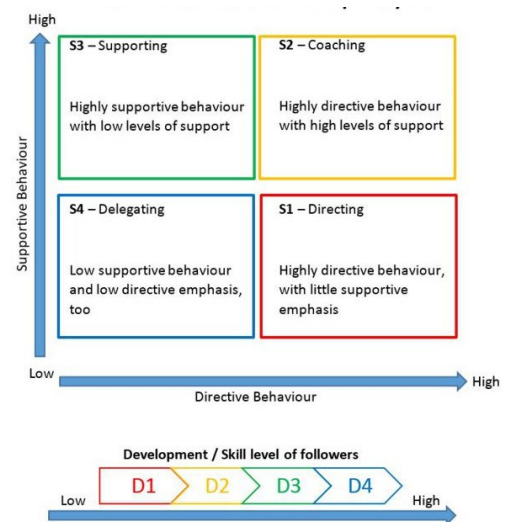 High
S3 – Supporting
Highly supportive behaviour
with low levels of support
S2 – Coaching
Highly directive behaviour
with high levels of support
Supportive Behaviour
S4 – Delegating
Low supportive behaviour
and low directive emphasis,
too
S1 – Directing
Highly directive behaviour,
with little supportive
emphasis
Low
High
Directive Behaviour
Development / Skill level of followers
D1 D2 D3 D4
Low
High